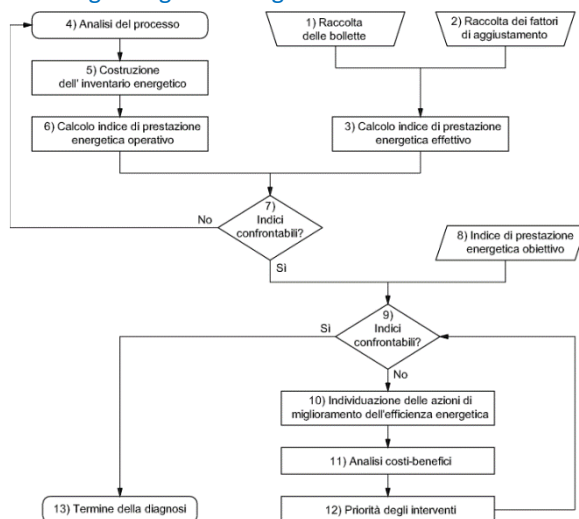 4) Analisi del processo
1) Raccolta
delle bollette
2) Raccolta dei fattori
di aggiustamento
5) Costruzione
dell' inventario energetico
6) Calcolo indice di prestazione
energetica operativo
3) Calcolo indice di prestazione
energetica effettivo
7)
Indici
confrontabili?
No
Sì
8) Indice di prestazione
energetica obiettivo
9)
Indici
confrontabili?
Sì
No
10) Individuazione delle azioni di
miglioramento dell'efficienza energetica
11) Analisi costi-benefici
12) Priorità degli interventi
13) Termine della diagnosi